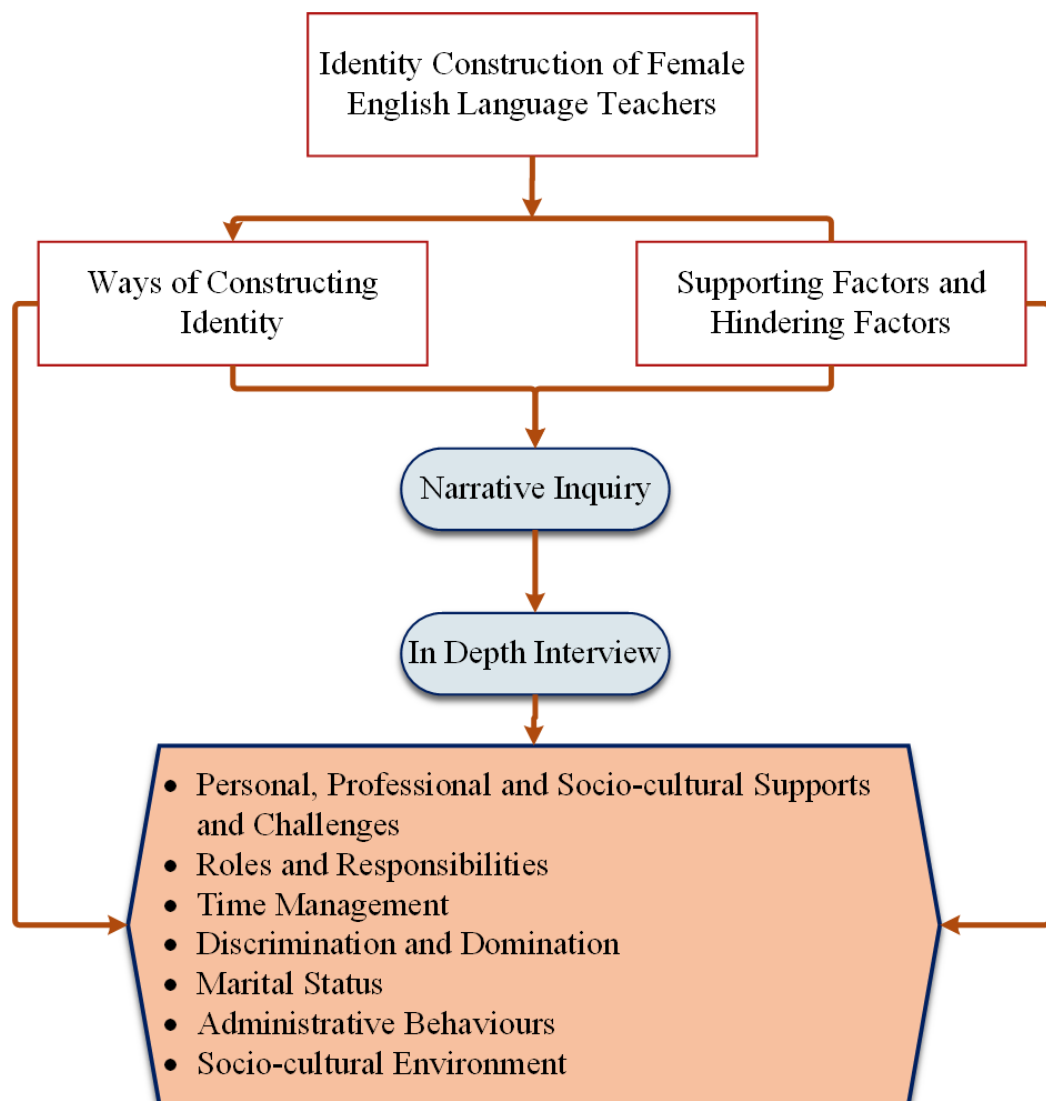 Identity Construction of Female
English Language Teachers
Ways of Constructing
Identity
Supporting Factors and
Hindering Factors
Narrative Inquiry
In Depth Interview
• Personal, Professional and Socio-cultural Supports
and Challenges
• Roles and Responsibilities
• Time Management
• Discrimination and Domination
• Marital Status
• Administrative Behaviours
• Socio-cultural Environment